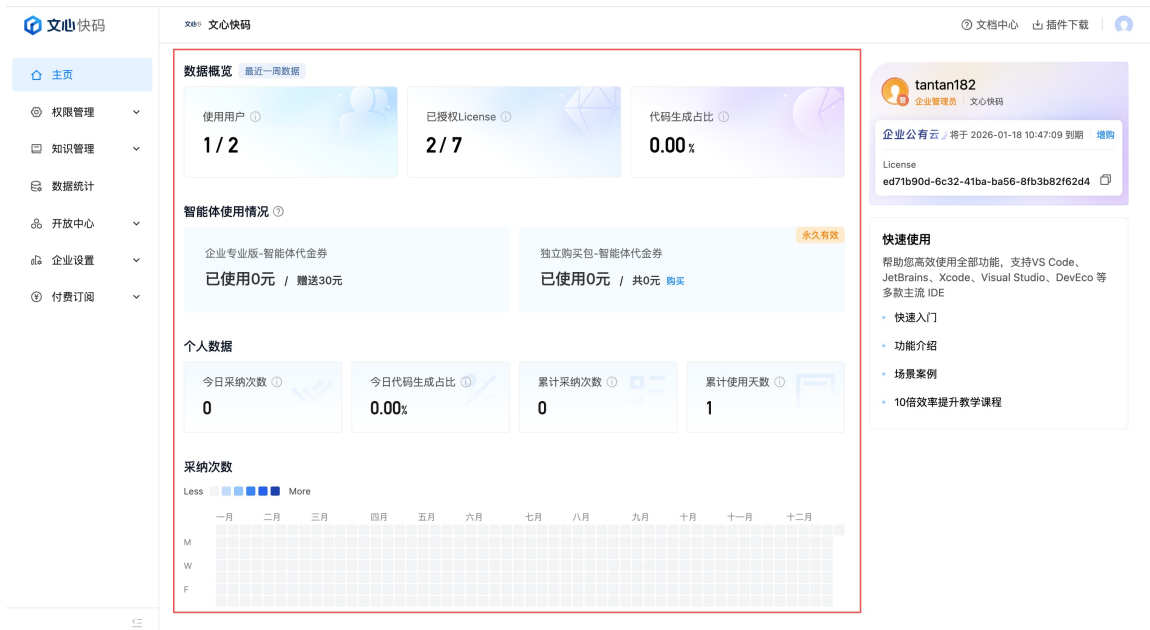 文心快码
文心快码
文档中心
插件下载
主页
权限管理
知识管理
数据统计
开放中心
企业设置
付费订阅
数据概览
最近一周数据
使用用户
1 / 2
已授权License
2 / 7
代码生成占比
0.00%
智能体使用情况
企业专业版-智能体代金券
已使用0元 / 赠送30元
永久有效
独立购买包-智能体代金券
已使用0元 / 共0元 购买
个人数据
今日采纳次数
0
今日代码生成占比
0.00%
累计采纳次数
0
累计使用天数
1
采纳次数
Less
More
一月 二月 三月 四月 五月 六月 七月 八月 九月 十月 十一月 十二月
M
W
F
tantan182
企业管理员 文心快码
企业公有云 将于 2026-01-18 10:47:09 到期 增购
License
ed71b90d-6c32-41ba-ba56-8fb3b82f62d4
快速使用
帮助您高效使用全部功能，支持VS Code、
JetBrains、Xcode、Visual Studio、DevEco 等
多款主流 IDE
快速入门
功能介绍
场景案例
10倍效率提升教学课程